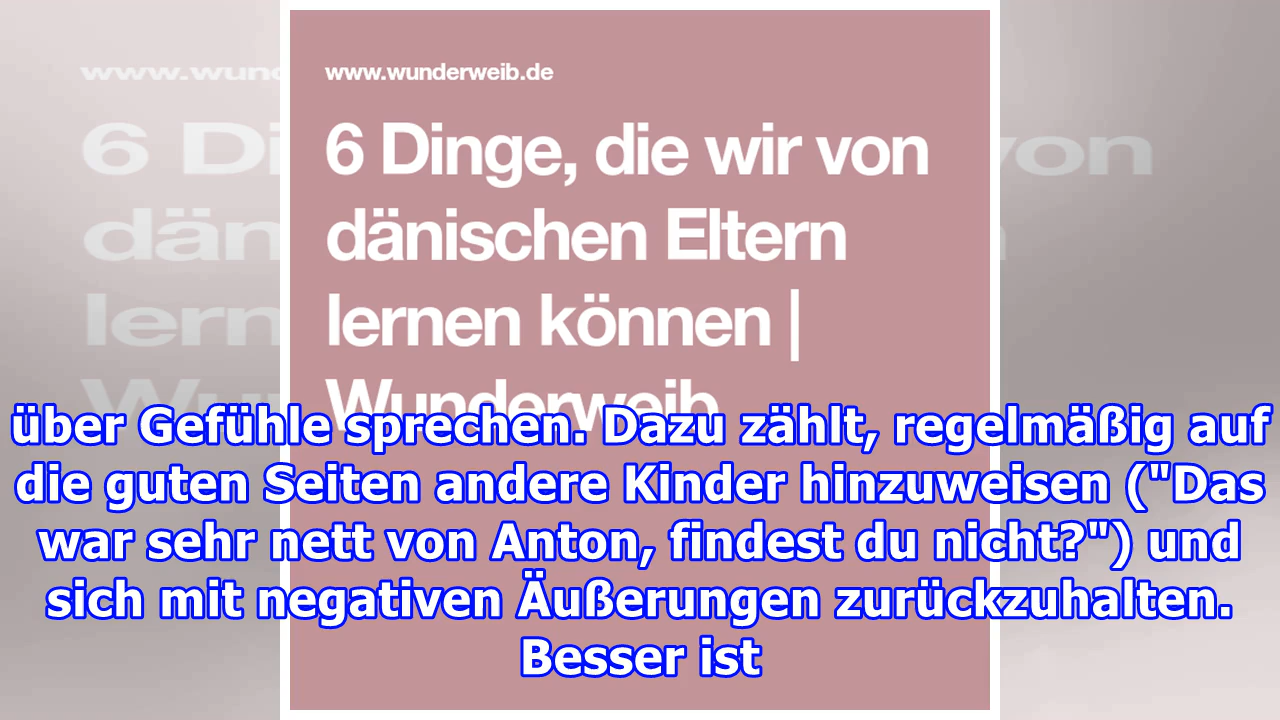 www.wunderweib.de
6 Dinge, die wir von
dänischen Eltern
lernen können |
Wunderweib
über Gefühle sprechen. Dazu zählt, regelmäßig auf
die guten Seiten andere Kinder hinzuweisen ("Das
war sehr nett von Anton, findest du nicht?") und
sich mit negativen Äußerungen zurückzuhalten.
Besser ist